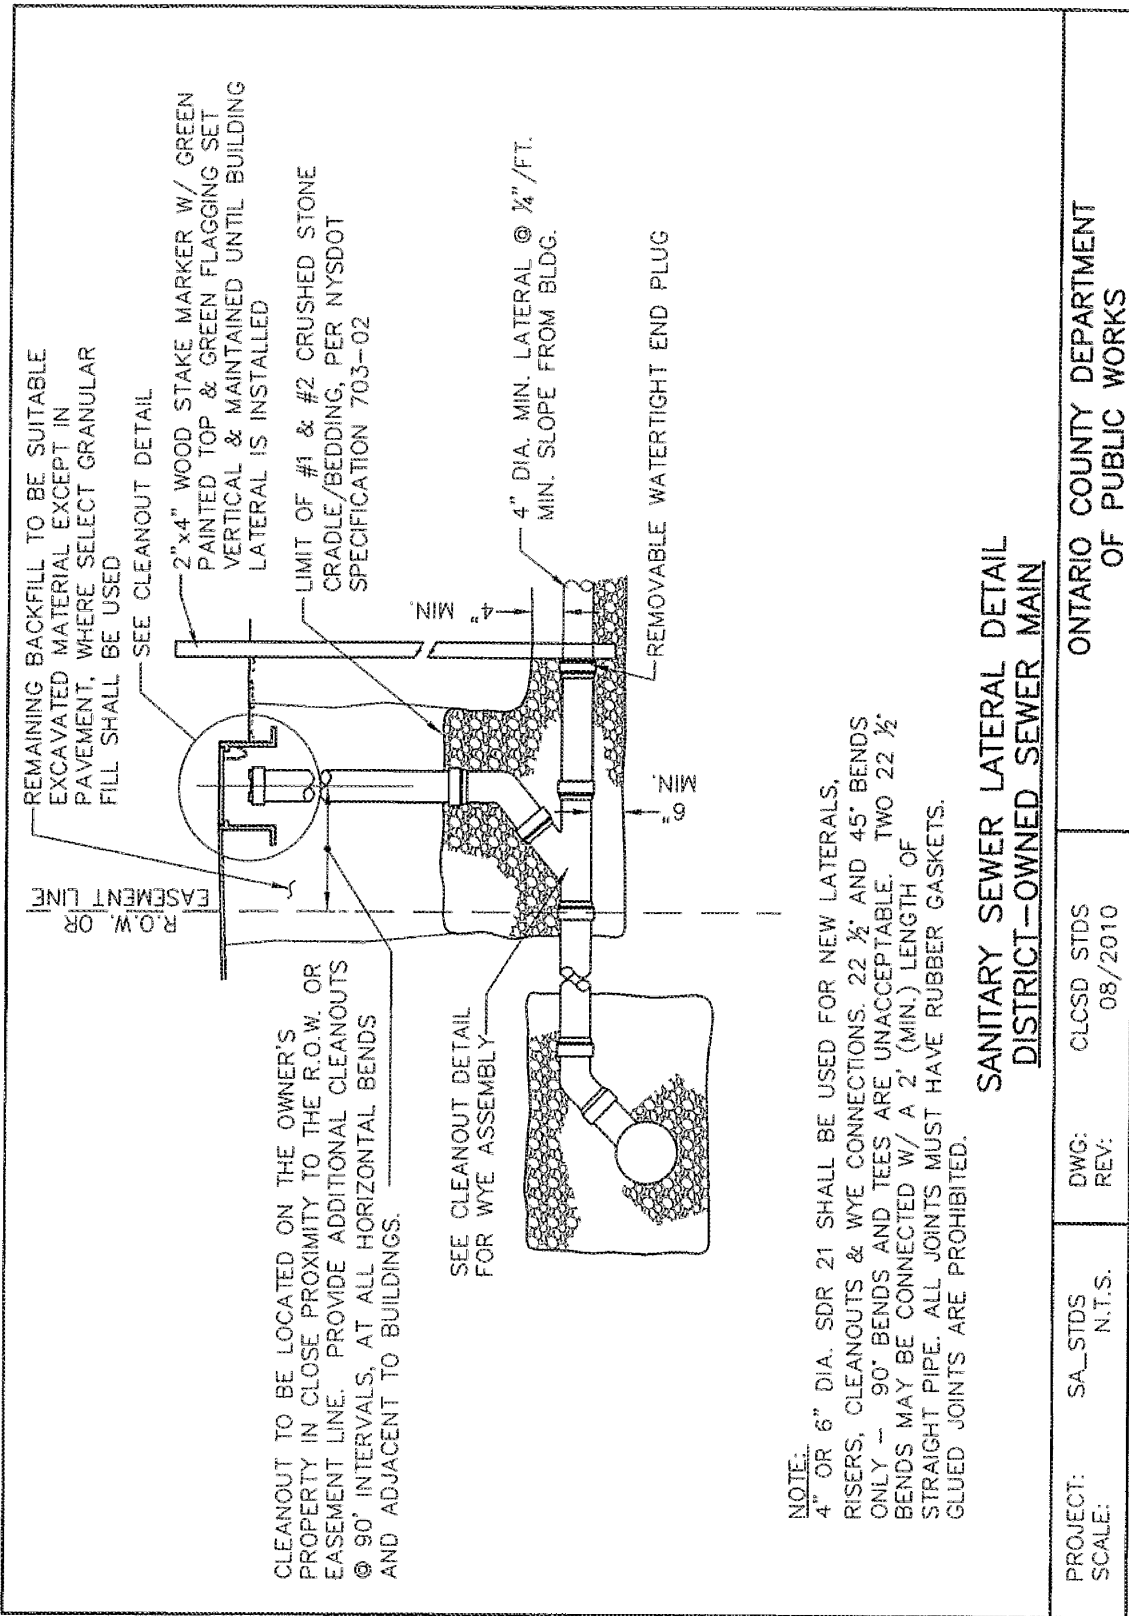 REMAINING BACKFILL TO BE SUITABLE
EXCAVATED MATERIAL EXCEPT IN
PAVEMENT, WHERE SELECT GRANULAR
FILL SHALL BE USED
SEE CLEANOUT DETAIL
2"x4" WOOD STAKE MARKER W/ GREEN
PAINTED TOP & GREEN FLAGGING SET
VERTICAL & MAINTAINED UNTIL BUILDING
LATERAL IS INSTALLED
R.O.W. OR
EASEMENT LINE
CLEANOUT TO BE LOCATED ON THE OWNER'S
PROPERTY IN CLOSE PROXIMITY TO THE R.O.W. OR
EASEMENT LINE. PROVIDE ADDITIONAL CLEANOUTS
@ 90' INTERVALS, AT ALL HORIZONTAL BENDS
AND ADJACENT TO BUILDINGS.
LIMIT OF #1 & #2 CRUSHED STONE
CRADLE/BEDDING, PER NYSDOT
SPECIFICATION 703-02
SEE CLEANOUT DETAIL
FOR WYE ASSEMBLY
4"
MIN.
4" DIA. MIN. LATERAL @ ¼"/FT.
MIN. SLOPE FROM BLDG.
6"
MIN.
REMOVABLE WATERTIGHT END PLUG
NOTE:
4" OR 6" DIA. SDR 21 SHALL BE USED FOR NEW LATERALS,
RISERS, CLEANOUTS & WYE CONNECTIONS. 22 ½° AND 45° BENDS
ONLY - 90° BENDS AND TEES ARE UNACCEPTABLE. TWO 22 ½°
BENDS MAY BE CONNECTED W/ A 2' (MIN.) LENGTH OF
STRAIGHT PIPE. ALL JOINTS MUST HAVE RUBBER GASKETS.
GLUED JOINTS ARE PROHIBITED.
SANITARY SEWER LATERAL DETAIL
DISTRICT-OWNED SEWER MAIN
PROJECT: SA_STDS
SCALE: N.T.S.
DWG: CLCSD STDS
REV: 08/2010
ONTARIO COUNTY DEPARTMENT
OF PUBLIC WORKS